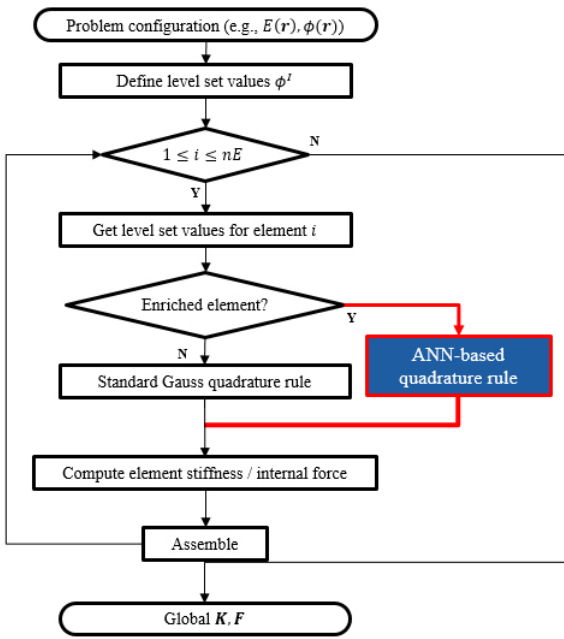 Problem configuration (e.g., E(r), ϕ(r))
Define level set values ϕᴵ
1 ≤ i ≤ nE
N
Y
Get level set values for element i
Enriched element?
Y
N
ANN-based
quadrature rule
Standard Gauss quadrature rule
Compute element stiffness / internal force
Assemble
Global K, F